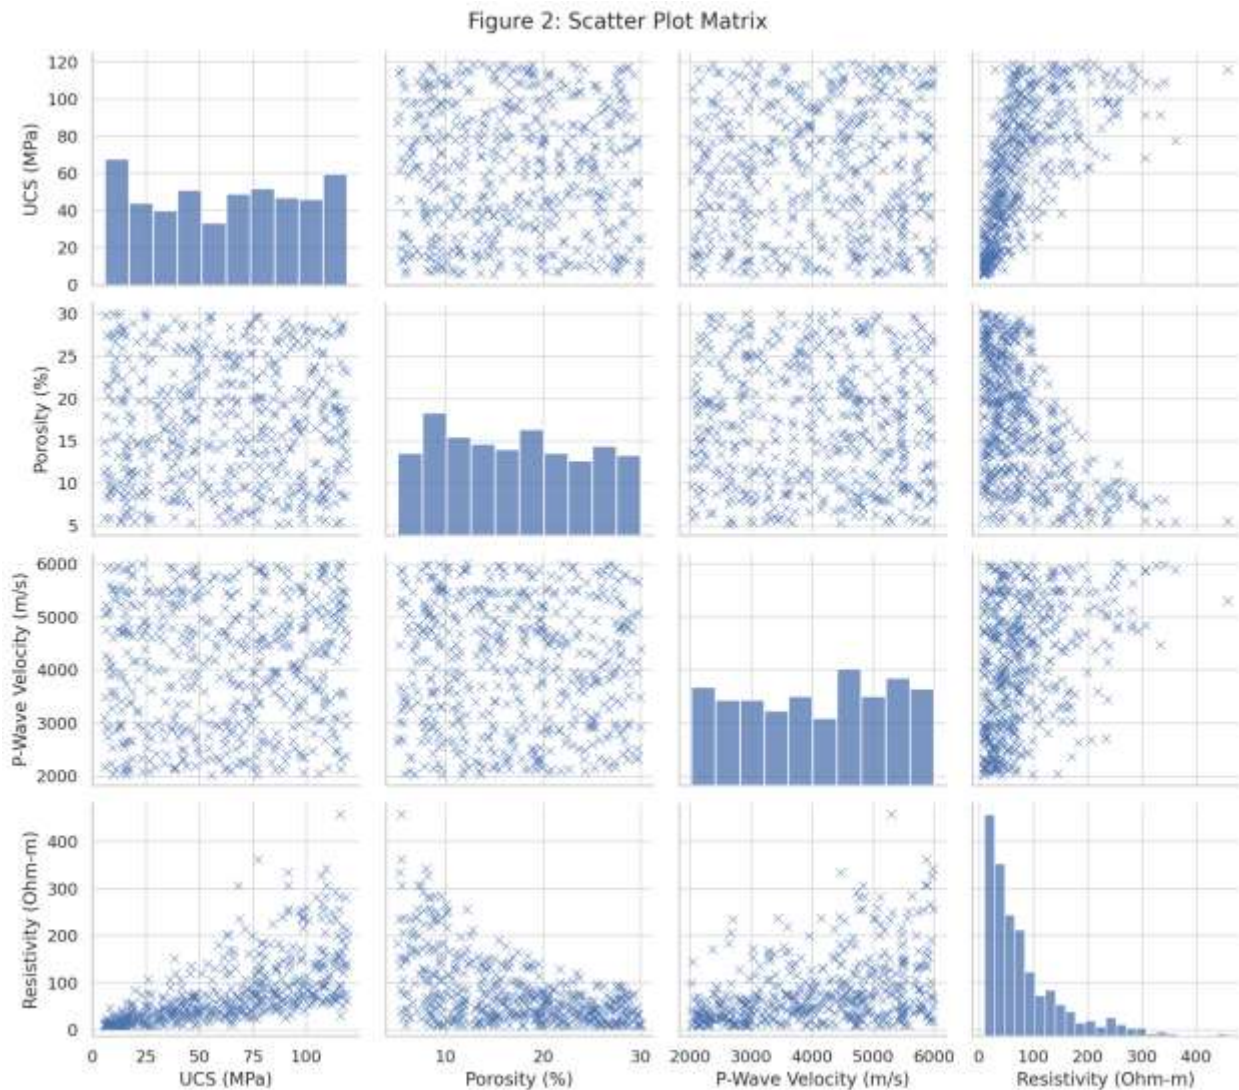 Figure 2: Scatter Plot Matrix
120
100
80
60
40
20
0
UCS (MPa)
30
25
20
15
10
5
Porosity (%)
6000
5000
4000
3000
2000
P-Wave Velocity (m/s)
400
300
200
100
0
Resistivity (Ohm-m)
0 25 50 75 100
10 20 30
2000 3000 4000 5000 6000
0 100 200 300 400
UCS (MPa)
Porosity (%)
P-Wave Velocity (m/s)
Resistivity (Ohm-m)